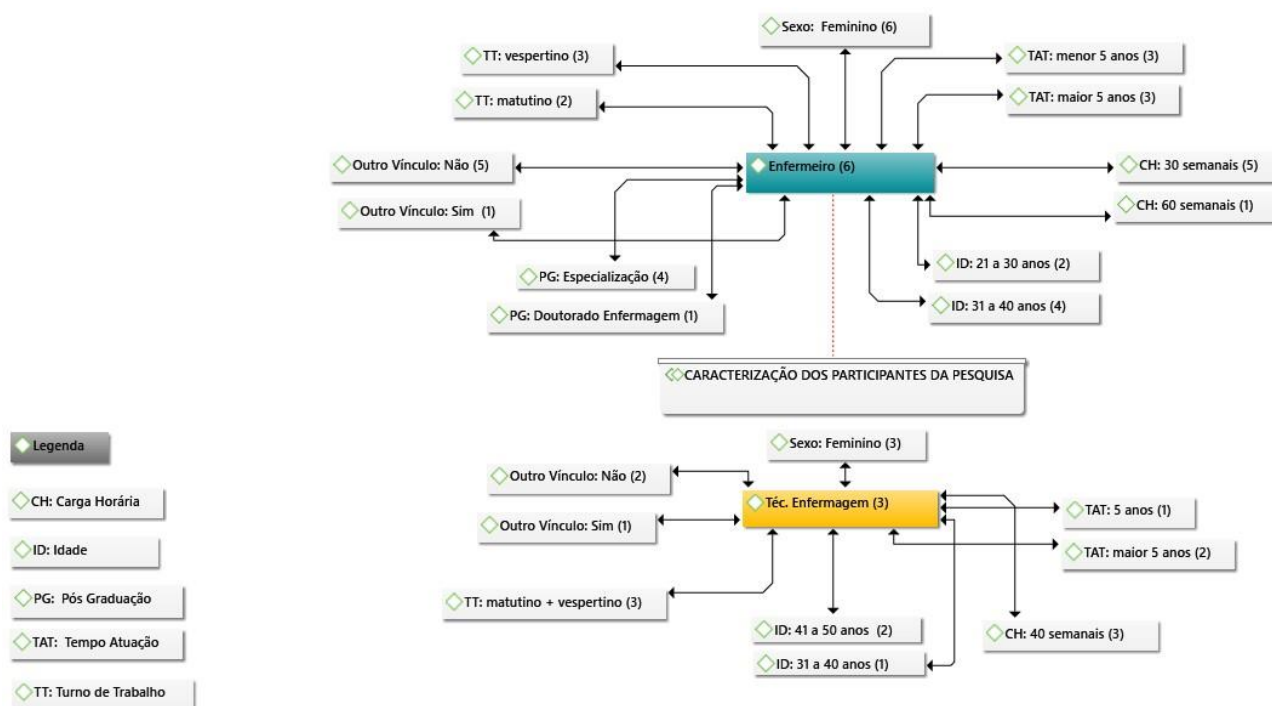 Sexo: Feminino (6)
TT: vespertino (3)
TAT: menor 5 anos (3)
TT: matutino (2)
TAT: maior 5 anos (3)
Outro Vínculo: Não (5)
Enfermeiro (6)
CH: 30 semanais (5)
Outro Vínculo: Sim (1)
CH: 60 semanais (1)
PG: Especialização (4)
ID: 21 a 30 anos (2)
PG: Doutorado Enfermagem (1)
ID: 31 a 40 anos (4)
CARACTERIZAÇÃO DOS PARTICIPANTES DA PESQUISA
Sexo: Feminino (3)
Outro Vínculo: Não (2)
Téc. Enfermagem (3)
TAT: 5 anos (1)
Outro Vínculo: Sim (1)
TAT: maior 5 anos (2)
TT: matutino + vespertino (3)
ID: 41 a 50 anos (2)
CH: 40 semanais (3)
ID: 31 a 40 anos (1)
Legenda
CH: Carga Horária
ID: Idade
PG: Pós Graduação
TAT: Tempo Atuação
TT: Turno de Trabalho